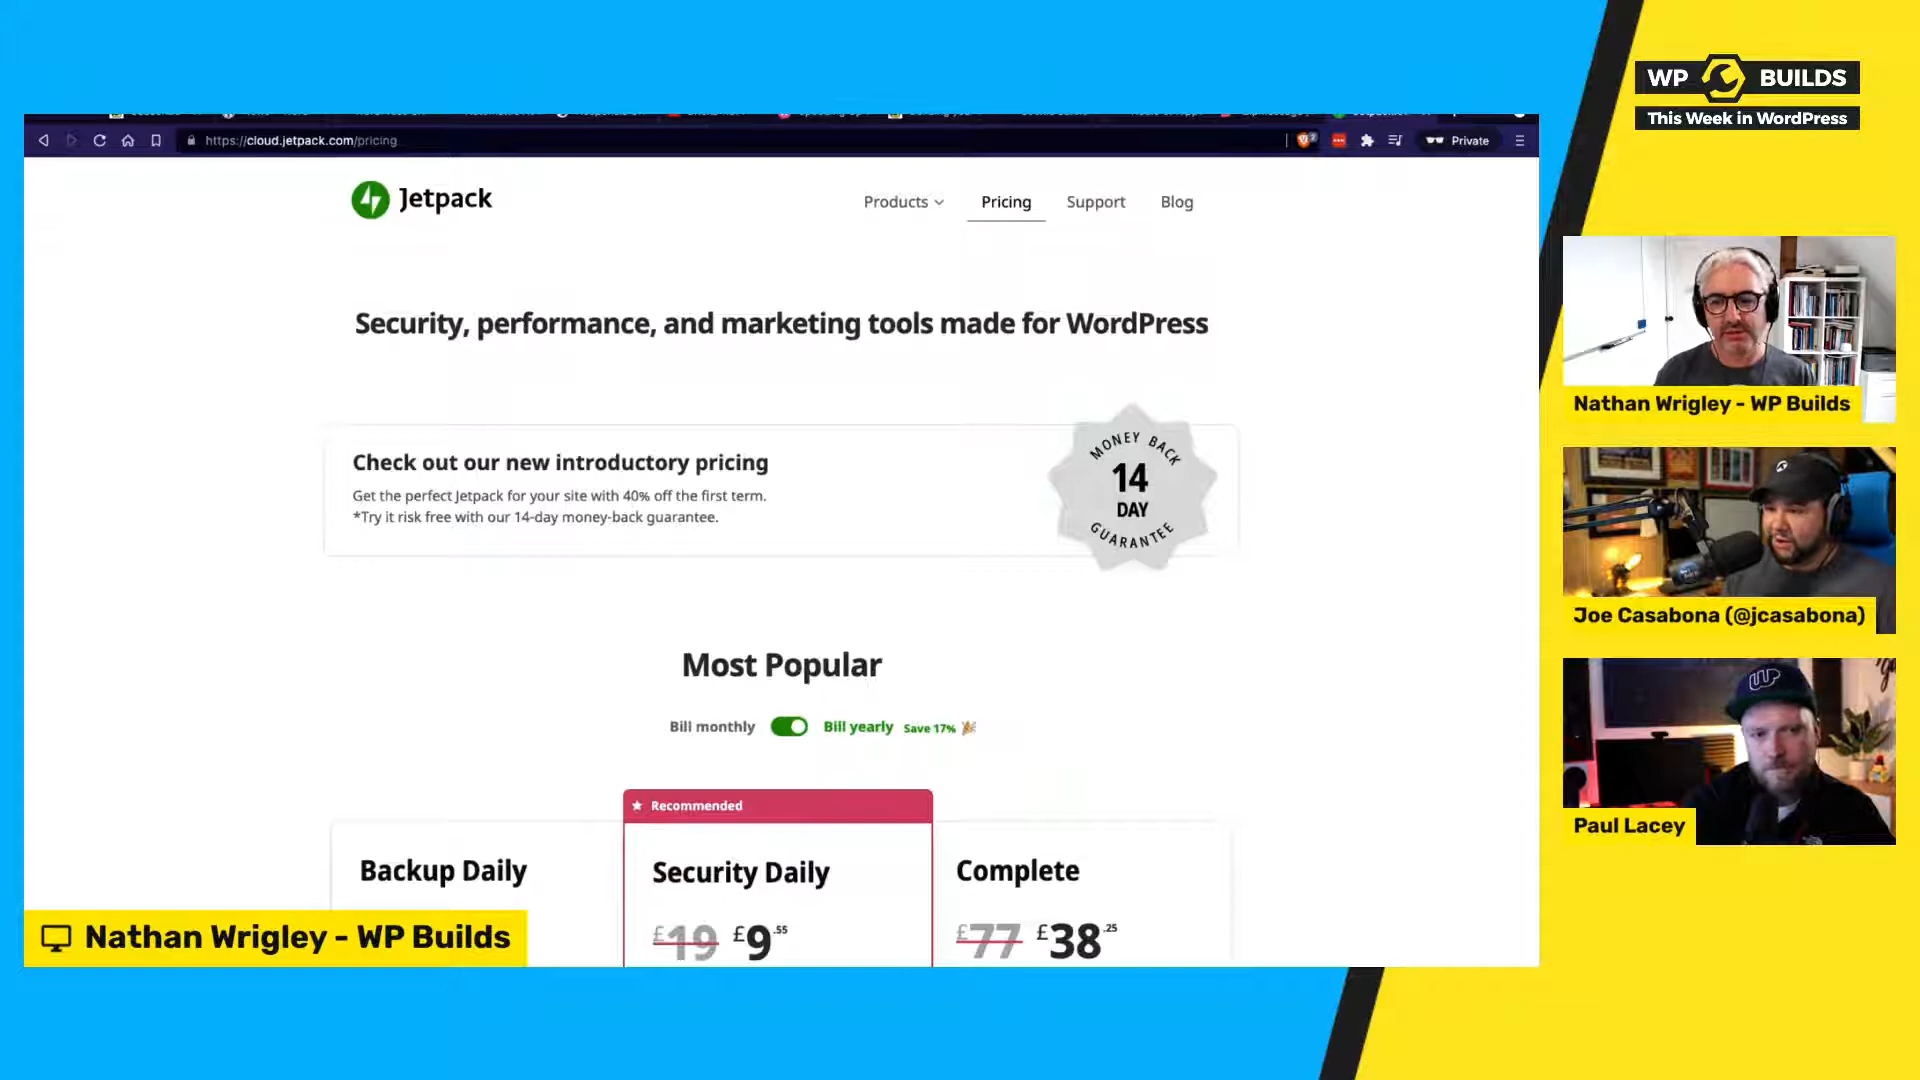 WP BUILDS
This Week in WordPress
https://cloud.jetpack.com/pricing
Private
Jetpack
Products
Pricing
Support
Blog
Security, performance, and marketing tools made for WordPress
Check out our new introductory pricing
Get the perfect Jetpack for your site with 40% off the first term.
*Try it risk free with our 14-day money-back guarantee.
MONEY BACK
14
DAY
GUARANTEE
Most Popular
Bill monthly
Bill yearly
Save 17%
Recommended
Backup Daily
Security Daily
£19 £9.55
Complete
£77 £38.25
Nathan Wrigley - WP Builds
Nathan Wrigley - WP Builds
Joe Casabona (@jcasabona)
Paul Lacey